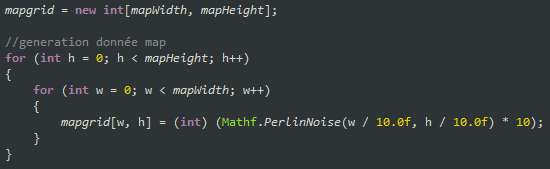 mapgrid = new int[mapWidth, mapHeight];
//generation donnée map
for (int h = 0; h < mapHeight; h++)
{
for (int w = 0; w < mapWidth; w++)
{
mapgrid[w, h] = (int) (Mathf.PerlinNoise(w / 10.0f, h / 10.0f) * 10);
}
}